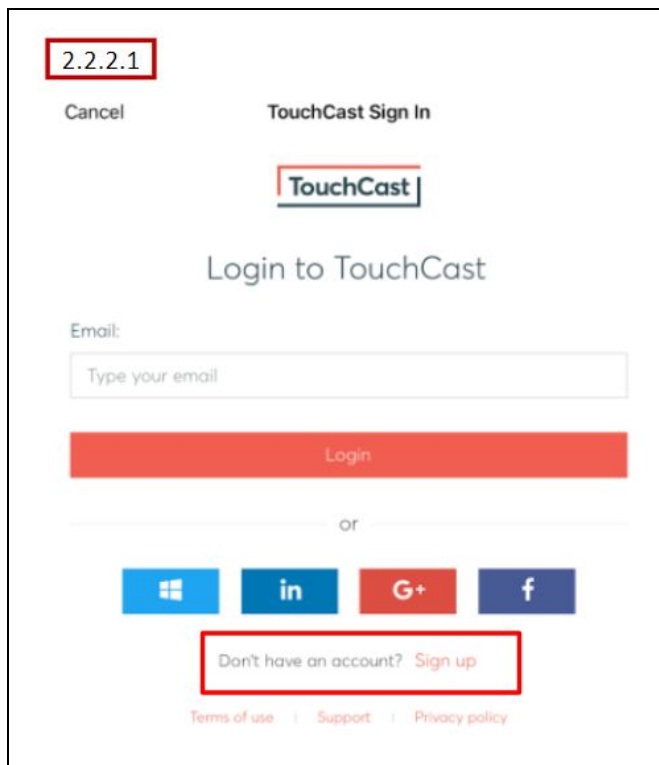 2.2.2.1
Cancel TouchCast Sign In
TouchCast
Login to TouchCast
Email:
Type your email
Login
or
in G+ f
Don't have an account? Sign up
Terms of use | Support | Privacy policy